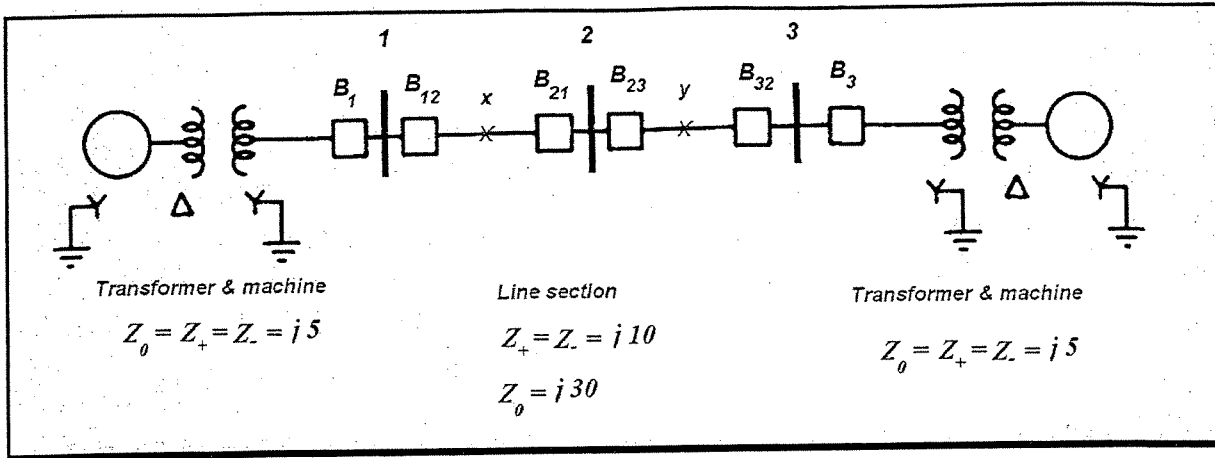 1 2 3
B₁ B₁₂ x B₂₁ B₂₃ y B₃₂ B₃
Y Δ Y Y Δ Y
Transformer & machine Line section Transformer & machine
Z₀ = Z₊ = Z₋ = j 5 Z₊ = Z₋ = j 10 Z₀ = Z₊ = Z₋ = j 5
Z₀ = j 30